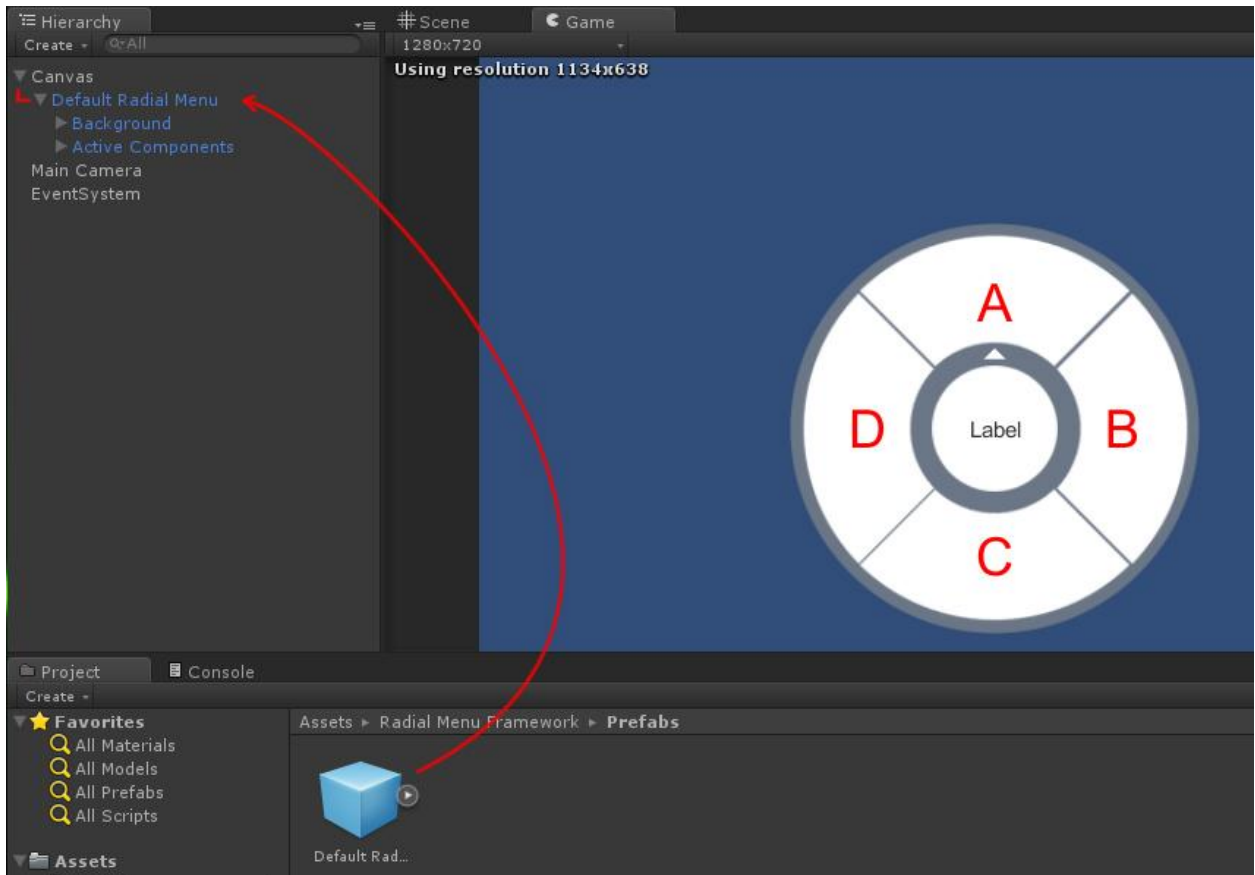 Hierarchy
Create
All
Canvas
Default Radial Menu
Background
Active Components
Main Camera
EventSystem
# Scene
Game
1280x720
Using resolution 1134x638
A
D
Label
B
C
Project
Console
Create
Favorites
All Materials
All Models
All Prefabs
All Scripts
Assets
Assets ▸ Radial Menu Framework ▸ Prefabs
Default Rad...